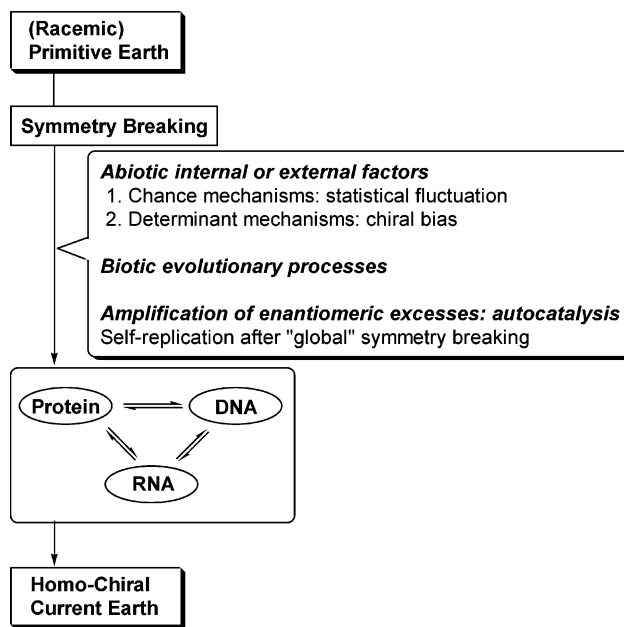 (Racemic)
Primitive Earth
Symmetry Breaking
Abiotic internal or external factors
1. Chance mechanisms: statistical fluctuation
2. Determinant mechanisms: chiral bias
Biotic evolutionary processes
Amplification of enantiomeric excesses: autocatalysis
Self-replication after "global" symmetry breaking
Protein
DNA
RNA
Homo-Chiral
Current Earth